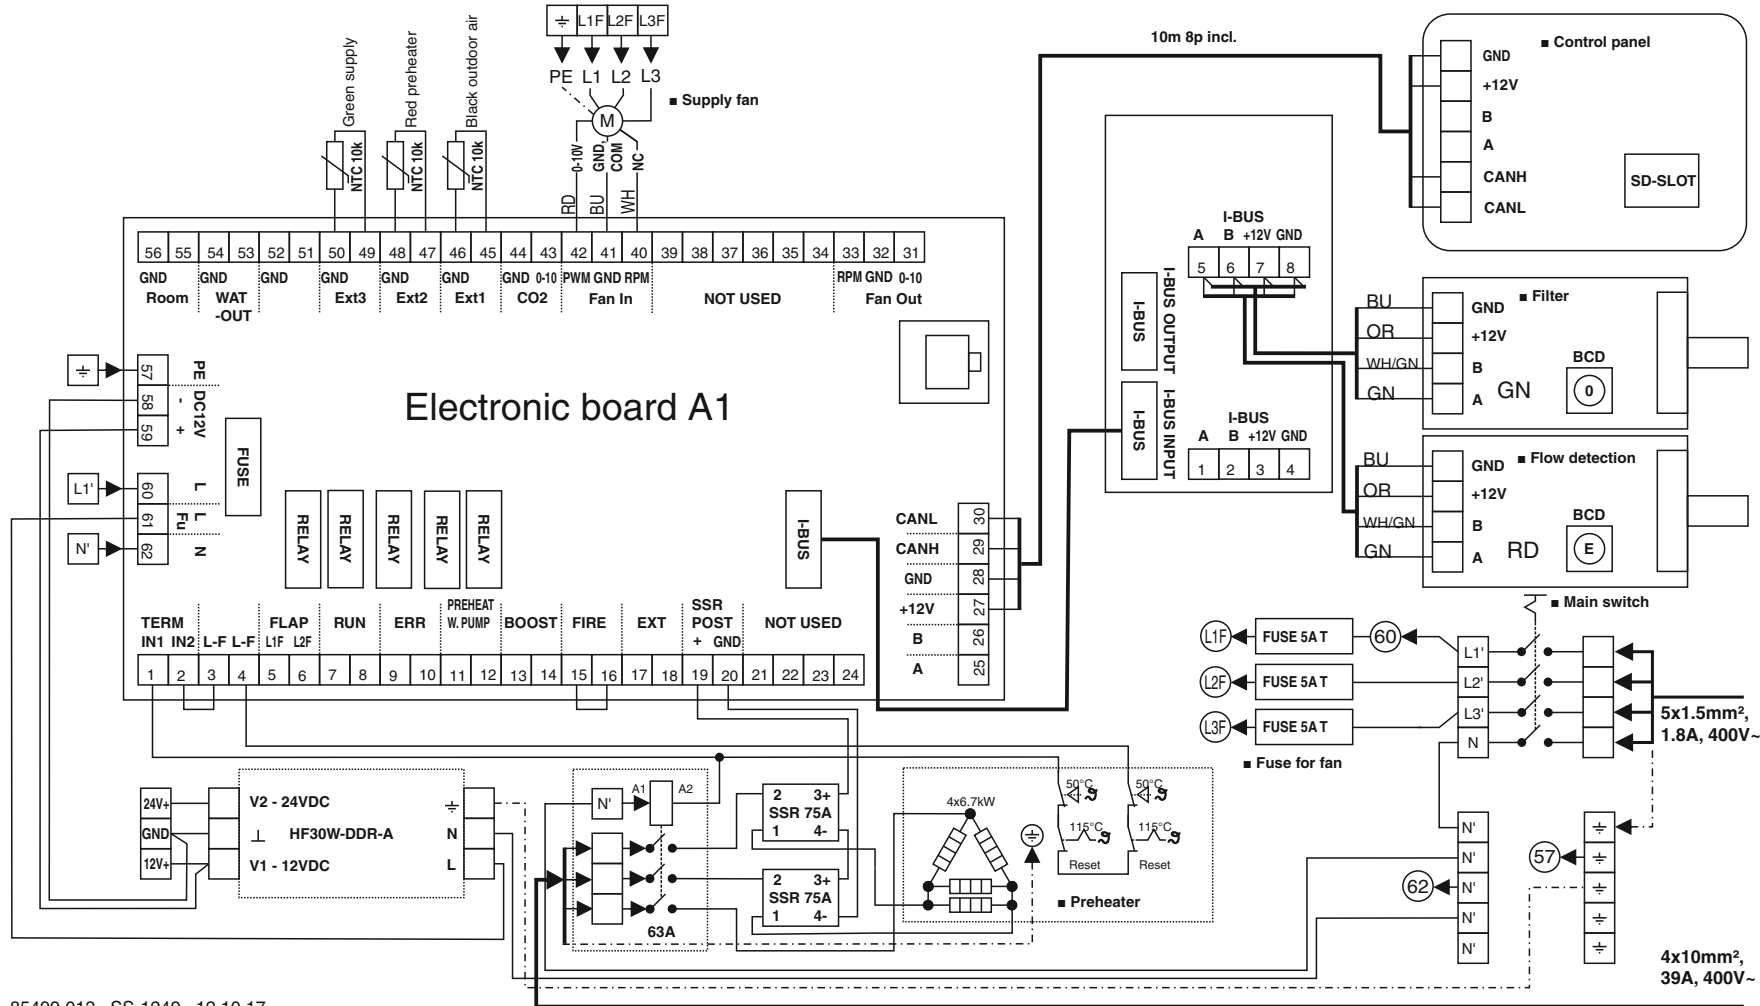 L1F L2F L3F
PE L1 L2 L3
■ Supply fan
M
Green supply
Red preheater
Black outdoor air
NTC 10k
NTC 10k
NTC 10k
0-10V
GND, COM
NC
RD
BU
WH
10m 8p incl.
■ Control panel
GND
+12V
B
A
CANH
CANL
SD-SLOT
56 55 54 53 52 51 50 49 48 47 46 45 44 43 42 41 40 39 38 37 36 35 34 33 32 31
GND GND GND GND GND GND GND 0-10 PWM GND RPM RPM GND 0-10
Room WAT-OUT Ext3 Ext2 Ext1 CO2 Fan In NOT USED Fan Out
57 PE
58 - DC12V
59 +
L1' 60 L
61 L Fu
N' 62 N
FUSE
Electronic board A1
RELAY RELAY RELAY RELAY RELAY
I-BUS
CANL 30
CANH 29
GND 28
+12V 27
B 26
A 25
TERM FLAP RUN ERR PREHEAT W. PUMP BOOST FIRE EXT SSR POST NOT USED
IN1 IN2 L-F L-F L1F L2F + GND
1 2 3 4 5 6 7 8 9 10 11 12 13 14 15 16 17 18 19 20 21 22 23 24
I-BUS
A B +12V GND
5 6 7 8
I-BUS
I-BUS OUTPUT
I-BUS
I-BUS INPUT
I-BUS
A B +12V GND
1 2 3 4
■ Filter
BU GND
OR +12V
WH/GN B
GN A
GN
BCD
0
■ Flow detection
BU GND
OR +12V
WH/GN B
GN A
RD
BCD
E
■ Main switch
L1F FUSE 5A T 60 L1'
L2F FUSE 5A T L2'
L3F FUSE 5A T L3'
N
■ Fuse for fan
5x1.5mm²,
1.8A, 400V~
24V+ V2 - 24VDC
GND ⊥ HF30W-DDR-A N
12V+ V1 - 12VDC L
N' A1 A2
63A
2 3+
SSR 75A
1 4-
2 3+
SSR 75A
1 4-
4x6.7kW
50°C 50°C
115°C 115°C
Reset Reset
■ Preheater
N'
N'
62 N'
N'
N'
57
4x10mm²,
39A, 400V~